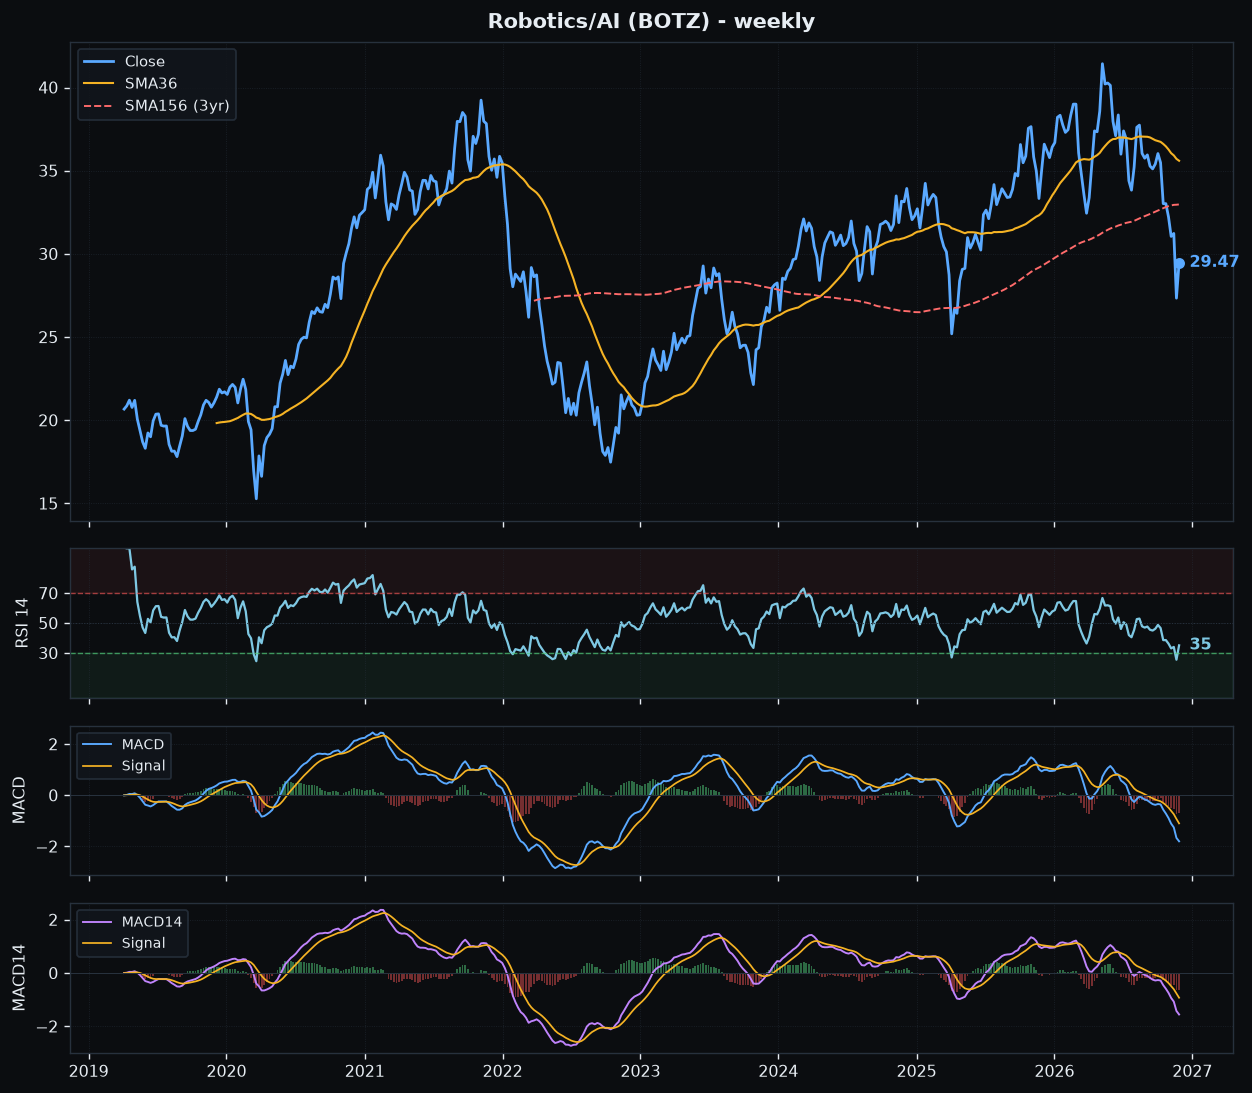 Robotics/AI (BOTZ) - weekly
Close
SMA36
SMA156 (3yr)
40
35
30
25
20
15
29.47
RSI 14
70
50
30
35
MACD
MACD
Signal
2
0
−2
MACD14
MACD14
Signal
2
0
−2
2019
2020
2021
2022
2023
2024
2025
2026
2027